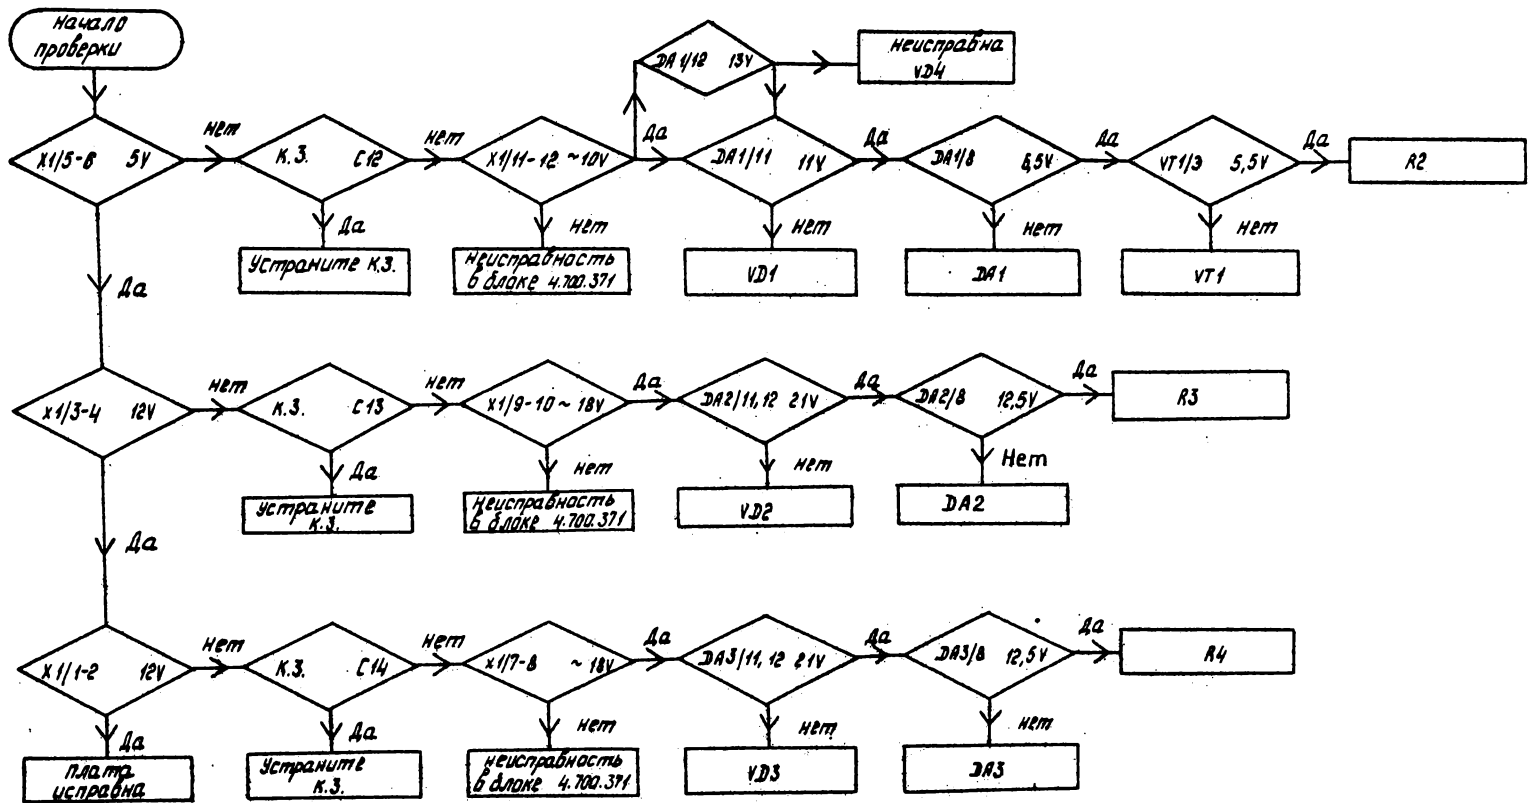 Начало
проверки
DA1/12 13V
неисправна
VD4
X1/5-6 5V
нет
К.З. C12
нет
X1/11-12 ~10V
Да
DA1/11 11V
Да
DA1/8 6,5V
Да
VT1/Э 5,5V
Да
R2
Да
нет
нет
нет
нет
Устраните К.З.
Неисправность
в блоке 4.700.371
VD1
DA1
VT1
Да
X1/3-4 12V
нет
К.З. C13
нет
X1/9-10 ~ 18V
Да
DA2/11,12 21V
Да
DA2/8 12,5V
Да
R3
Да
нет
нет
Нет
Устраните
К.З.
Неисправность
в блоке 4.700.371
VD2
DA2
Да
X1/1-2 12V
нет
К.З. C14
нет
X1/7-8 ~ 18V
Да
DA3/11,12 21V
Да
DA3/8 12,5V
Да
R4
Да
Да
нет
нет
нет
Плата
исправна
Устраните
К.З.
неисправность
в блоке 4.700.371
VD3
DA3